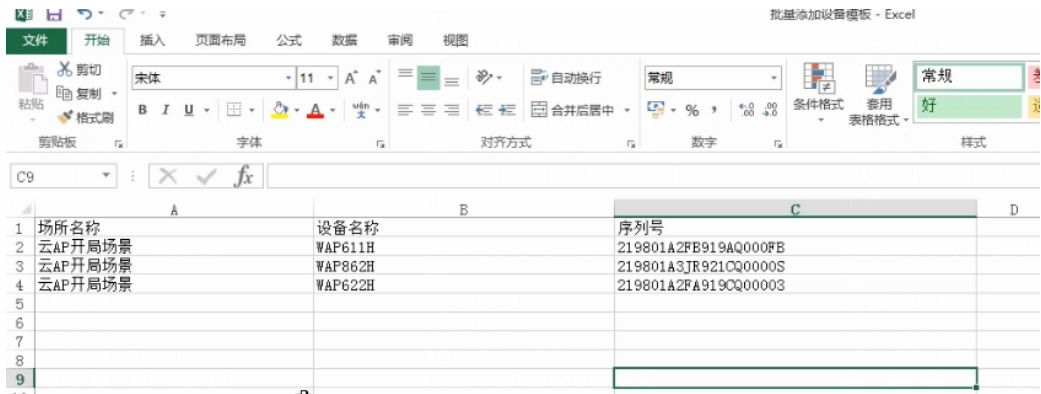 批量添加设备模板 - Excel
文件 开始 插入 页面布局 公式 数据 审阅 视图
剪切
宋体 11 A A 自动换行 常规 常规
复制
粘贴 格式刷 B I U A wén 文 合并后居中 % , .00 条件格式 套用 表格格式 好
剪贴板 字体 对齐方式 数字 样式
C9 fx
A B C D
1 场所名称 设备名称 序列号
2 云AP开局场景 WAP611H 219801A2FB919AQ000FB
3 云AP开局场景 WAP862H 219801A3JR921CQ0000S
4 云AP开局场景 WAP622H 219801A2FA919CQ00003
5
6
7
8
9